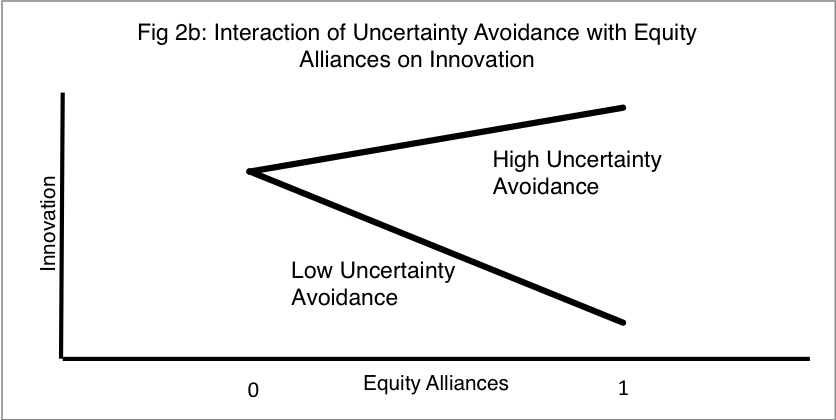 Fig 2b: Interaction of Uncertainty Avoidance with Equity
Alliances on Innovation
Innovation
High Uncertainty
Avoidance
Low Uncertainty
Avoidance
0
Equity Alliances
1